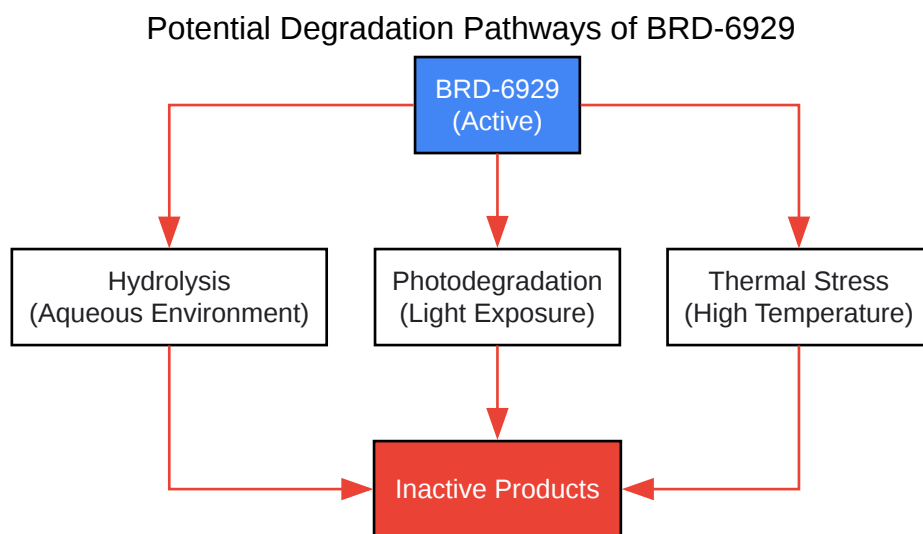 Potential Degradation Pathways of BRD-6929
BRD-6929
(Active)
Hydrolysis
(Aqueous Environment)
Photodegradation
(Light Exposure)
Thermal Stress
(High Temperature)
Inactive Products